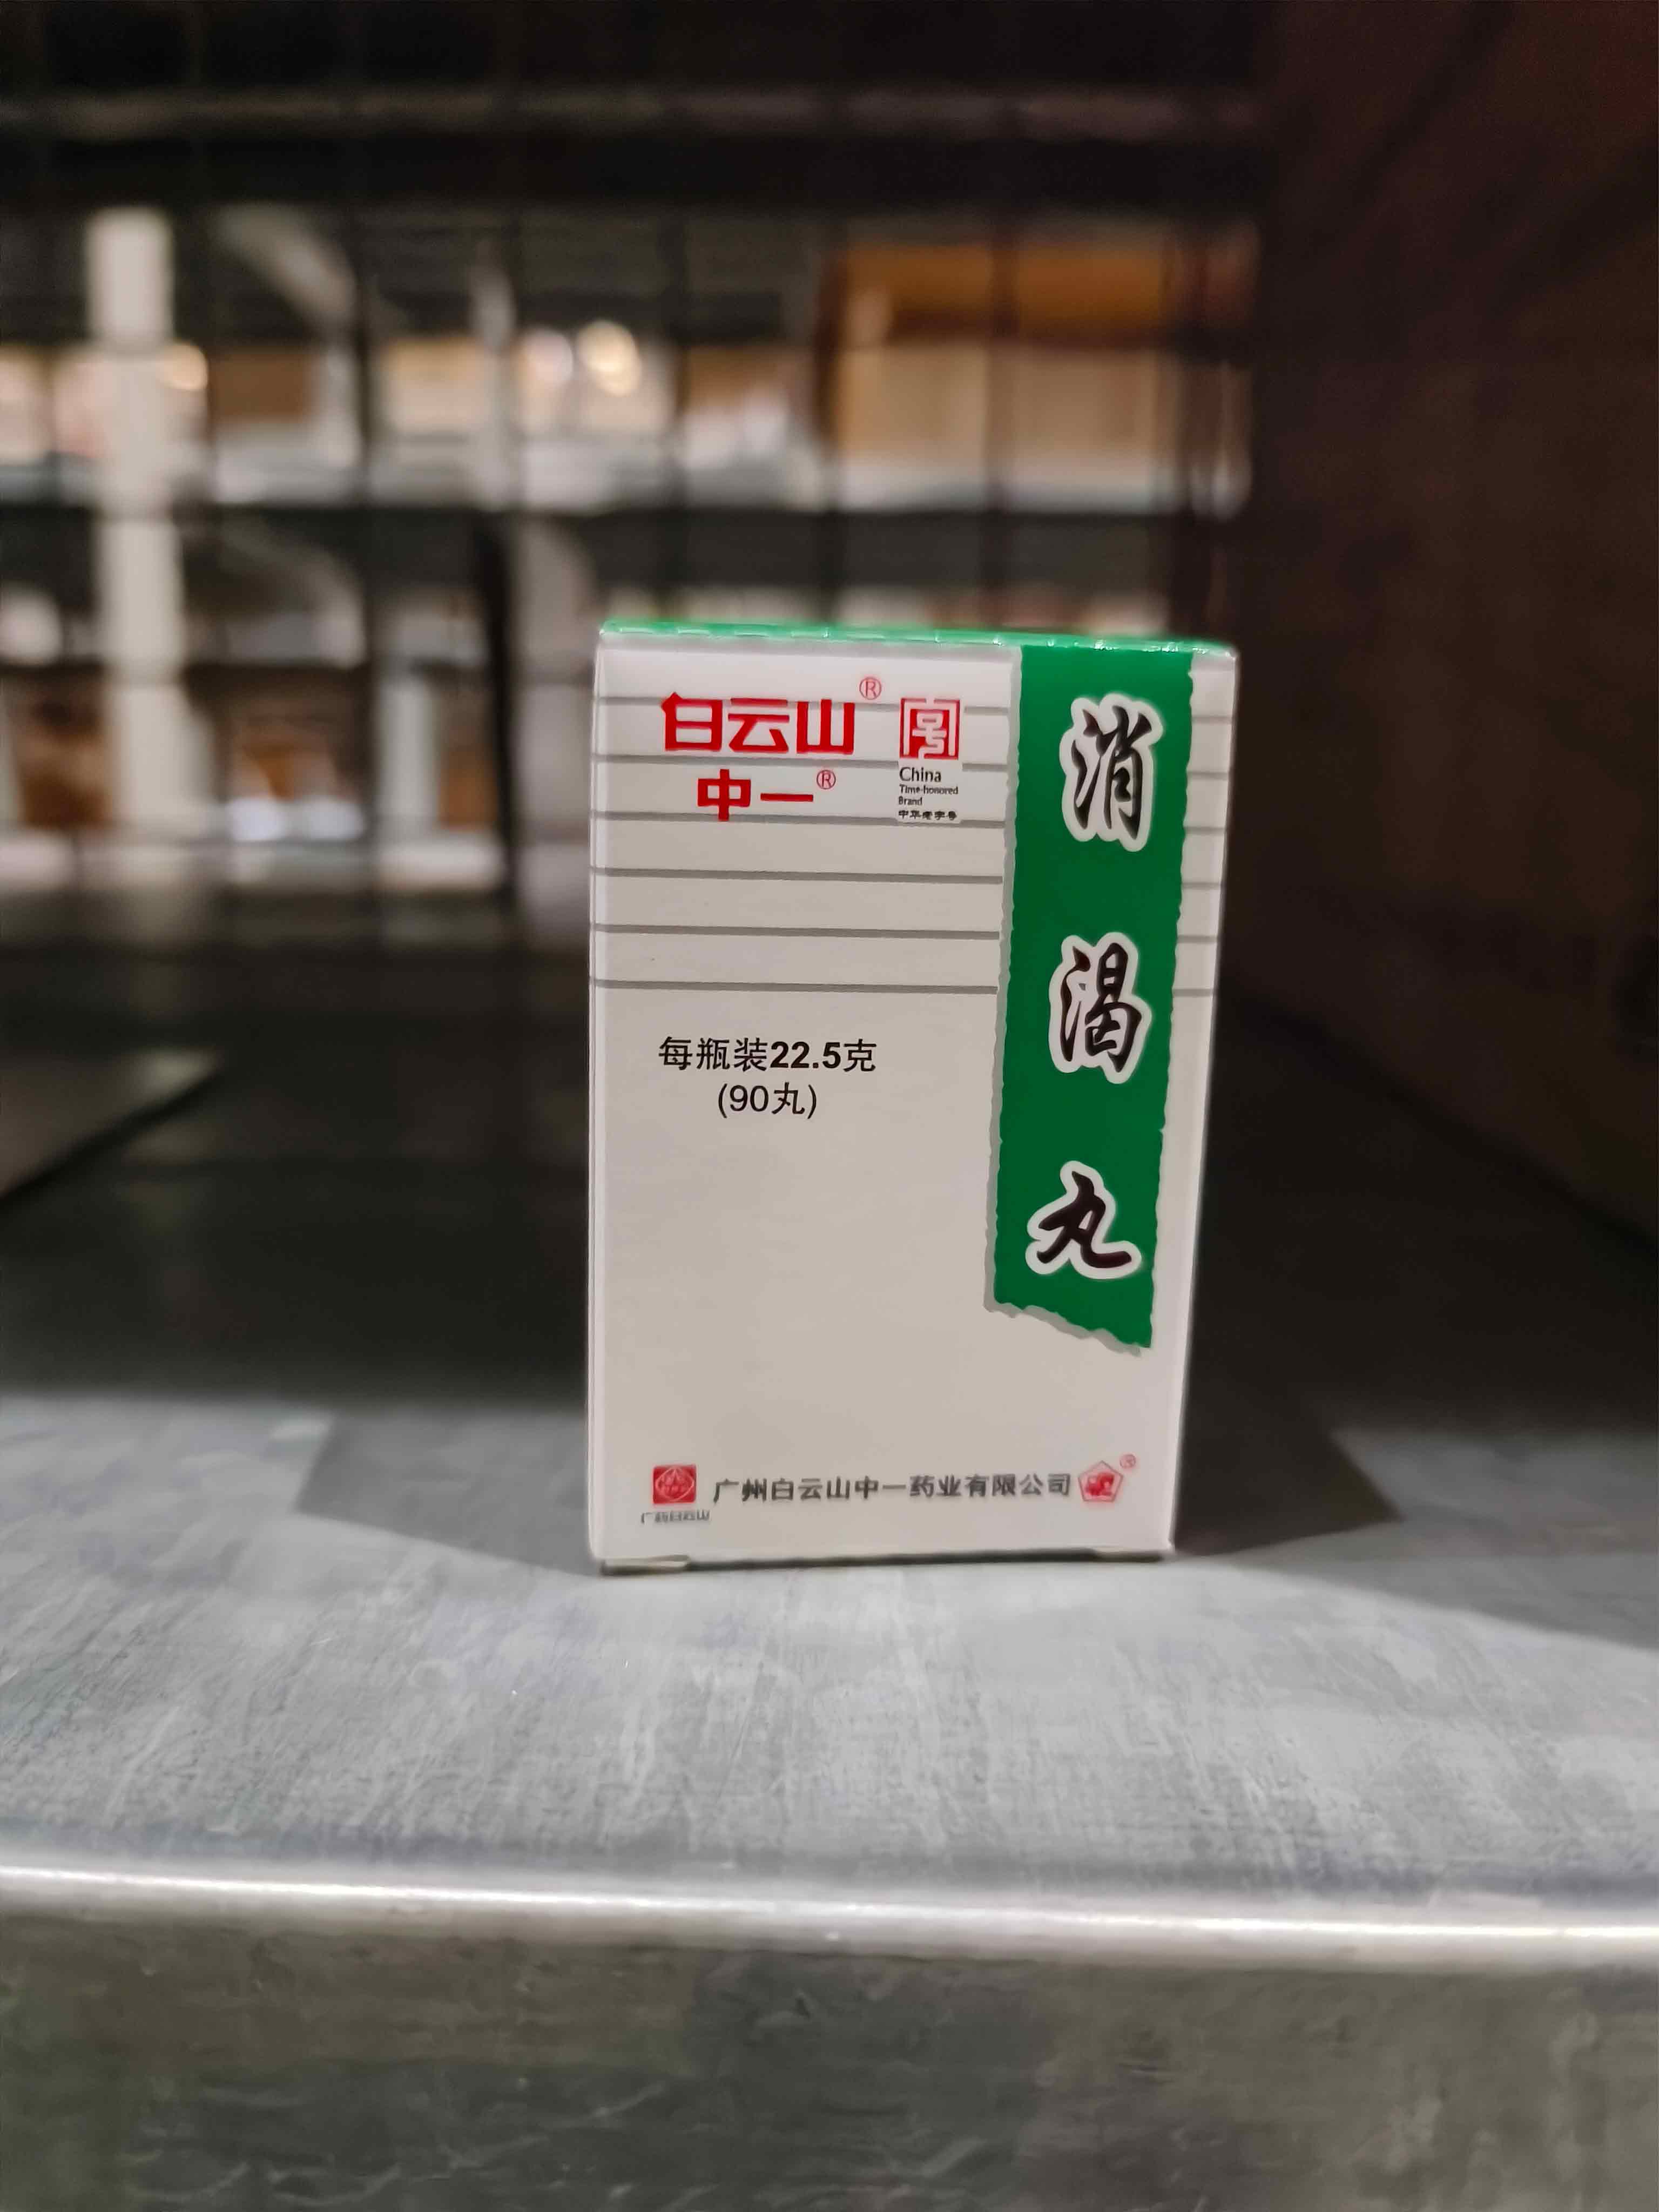 白云山®
中一®
China
Time-honored
Brand
中华老字号
消渴丸
每瓶装22.5克
(90丸)
广药白云山
广州白云山中一药业有限公司